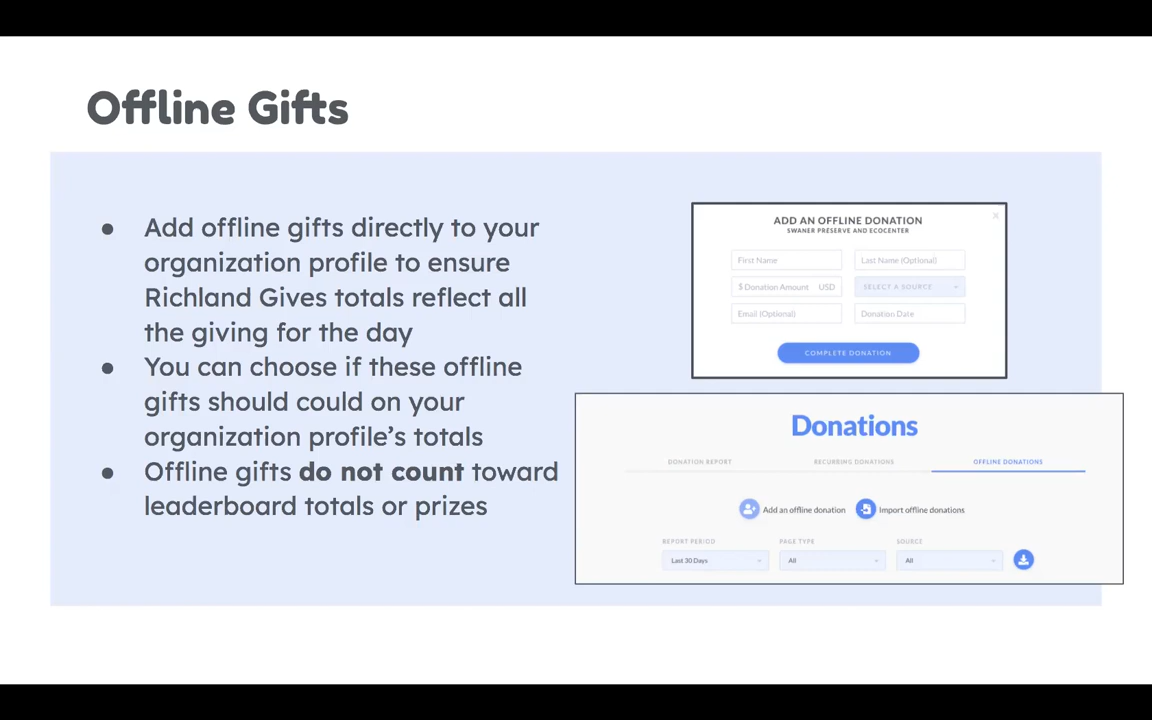 Offline Gifts
● Add offline gifts directly to your
organization profile to ensure
Richland Gives totals reflect all
the giving for the day
● You can choose if these offline
gifts should could on your
organization profile's totals
● Offline gifts do not count toward
leaderboard totals or prizes
ADD AN OFFLINE DONATION
SWANER PRESERVE AND ECOCENTER
First Name Last Name (Optional)
$ Donation Amount USD SELECT A SOURCE
Email (Optional) Donation Date
COMPLETE DONATION
Donations
DONATION REPORT RECURRING DONATIONS OFFLINE DONATIONS
Add an offline donation Import offline donations
REPORT PERIOD PAGE TYPE SOURCE
Last 30 Days All All